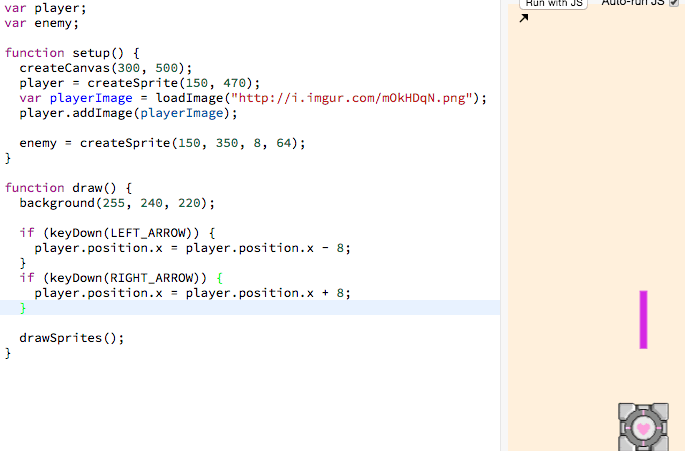 var player;
var enemy;
function setup() {
createCanvas(300, 500);
player = createSprite(150, 470);
var playerImage = loadImage("http://i.imgur.com/mOkHDqN.png");
player.addImage(playerImage);
enemy = createSprite(150, 350, 8, 64);
}
function draw() {
background(255, 240, 220);
if (keyDown(LEFT_ARROW)) {
player.position.x = player.position.x - 8;
}
if (keyDown(RIGHT_ARROW)) {
player.position.x = player.position.x + 8;
}
drawSprites();
}
Run with JS
Auto-run JS